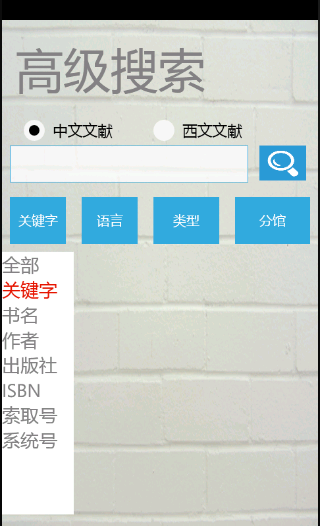 高级搜索
中文文献 西文文献
关键字 语言 类型 分馆
全部
关键字
书名
作者
出版社
ISBN
索取号
系统号